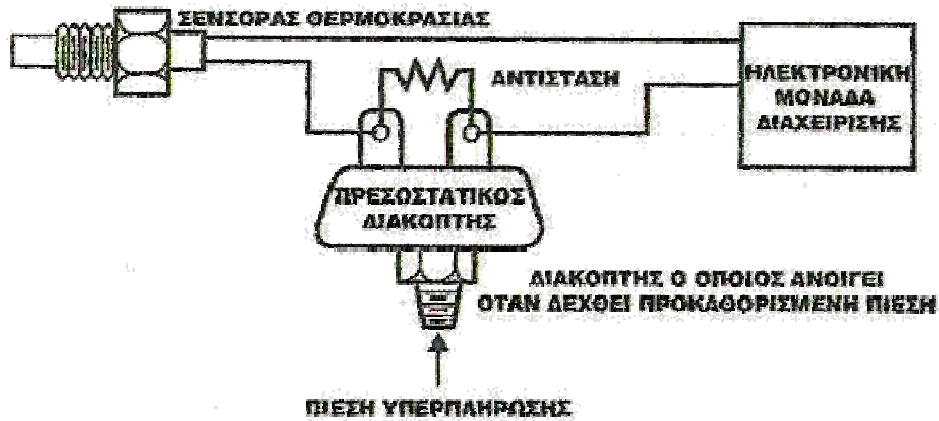 ΣΕΝΣΟΡΑΣ ΘΕΡΜΟΚΡΑΣΙΑΣ
ΑΝΤΙΣΤΑΣΗ
ΗΛΕΚΤΡΟΝΙΚΗ
ΜΟΝΑΔΑ
ΔΙΑΧΕΙΡΙΣΗΣ
ΠΡΕΣΟΣΤΑΤΙΚΟΣ
ΔΙΑΚΟΠΤΗΣ
ΔΙΑΚΟΠΤΗΣ Ο ΟΠΟΙΟΣ ΑΝΟΙΓΕΙ
ΟΤΑΝ ΔΕΧΘΕΙ ΠΡΟΚΑΘΟΡΙΣΜΕΝΗ ΠΙΕΣΗ
ΠΙΕΣΗ ΥΠΕΡΠΛΗΡΩΣΗΣ